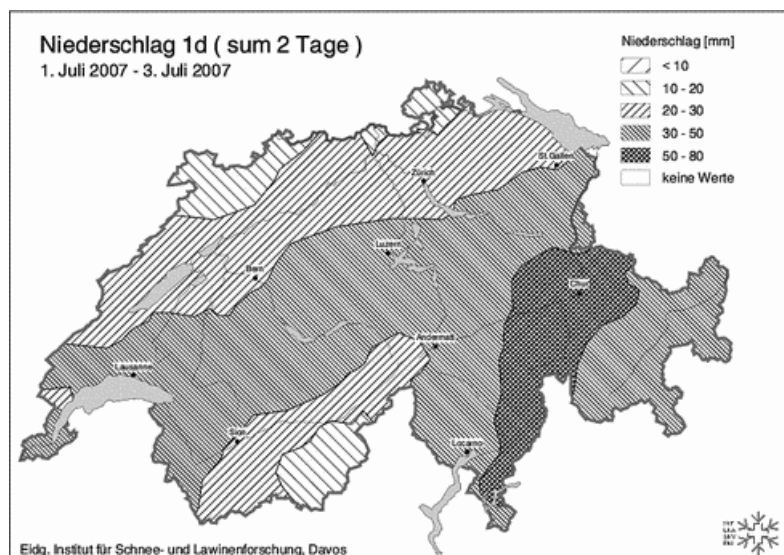 Niederschlag 1d ( sum 2 Tage )
1. Juli 2007 - 3. Juli 2007
Niederschlag [mm]
< 10
10 - 20
20 - 30
30 - 50
50 - 80
keine Werte
St.Gallen
Zürich
Luzern
Bern
Chur
Andermatt
Lausanne
Sion
Locarno
Eidg. Institut für Schnee- und Lawinenforschung, Davos